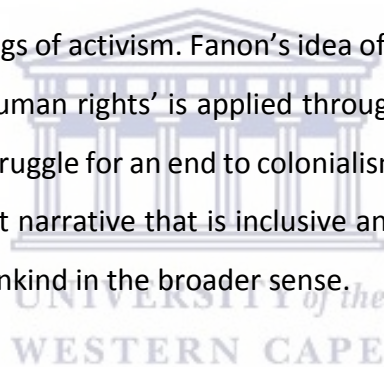 gs of activism. Fanon’s idea of
uman rights’ is applied throug
ruggle for an end to colonialism
t narrative that is inclusive an
nkind in the broader sense.
UNIVERSITY of the
WESTERN CAPE